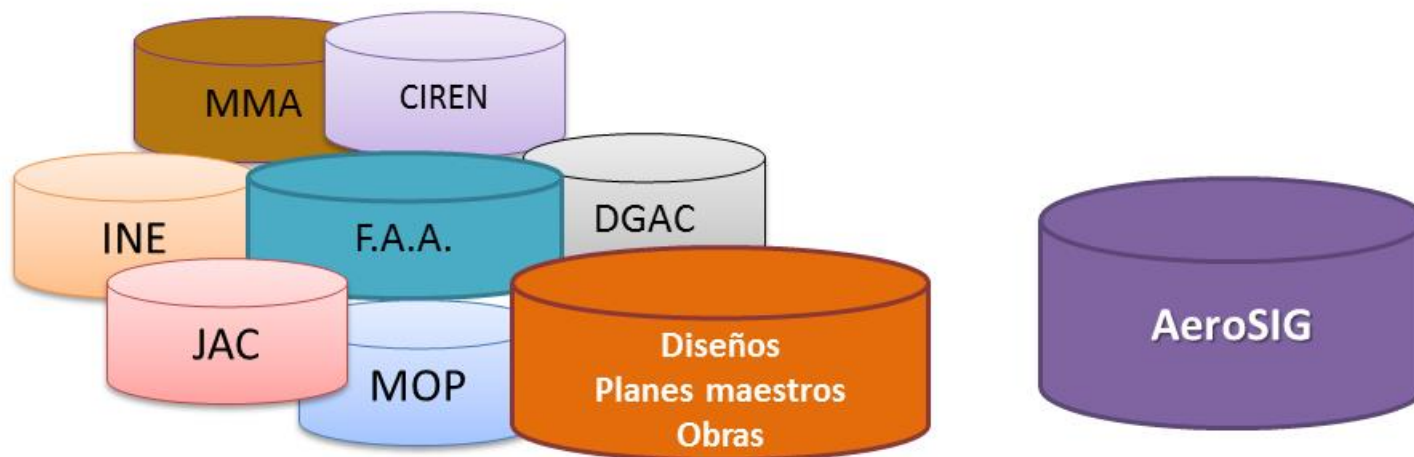 MMA
CIREN
INE
F.A.A.
DGAC
JAC
MOP
Diseños
Planes maestros
Obras
AeroSIG